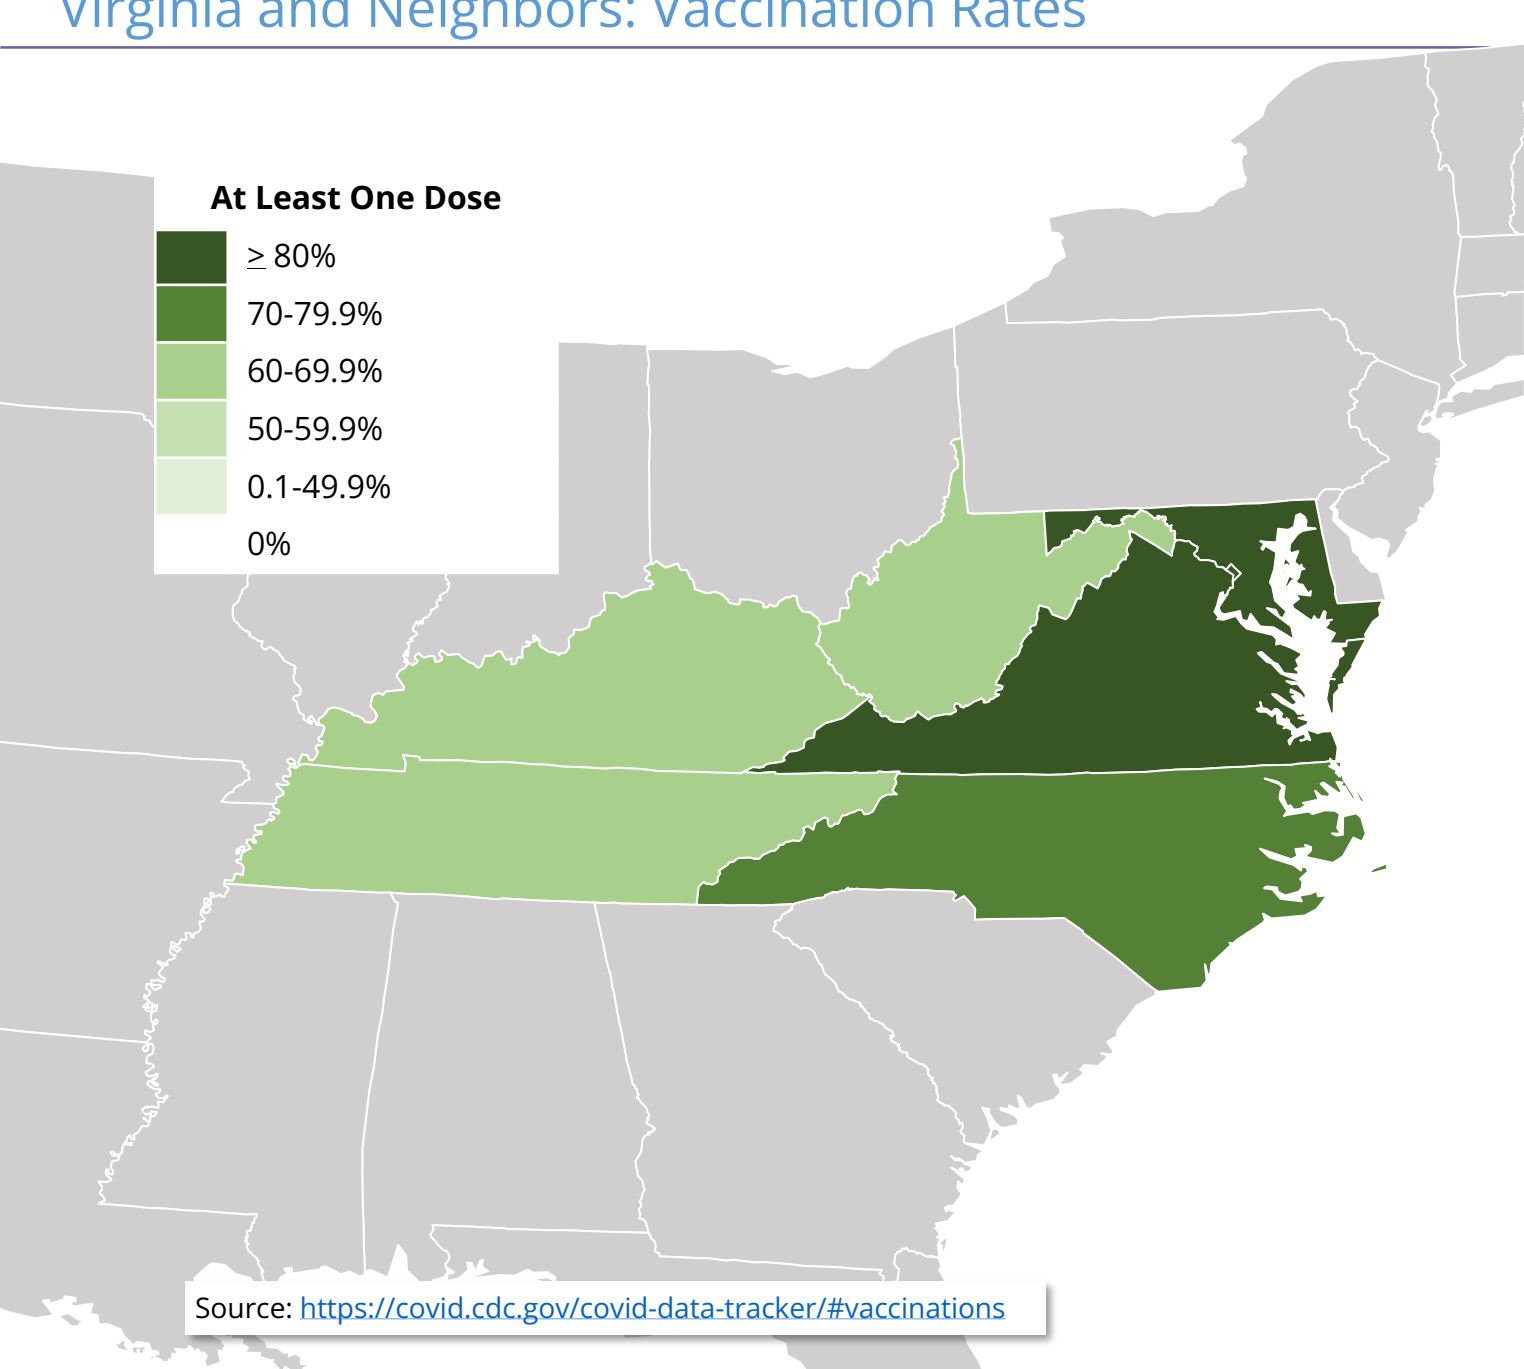 Virginia and Neighbors: Vaccination Rates
At Least One Dose
≥ 80%
70-79.9%
60-69.9%
50-59.9%
0.1-49.9%
0%
Source: https://covid.cdc.gov/covid-data-tracker/#vaccinations